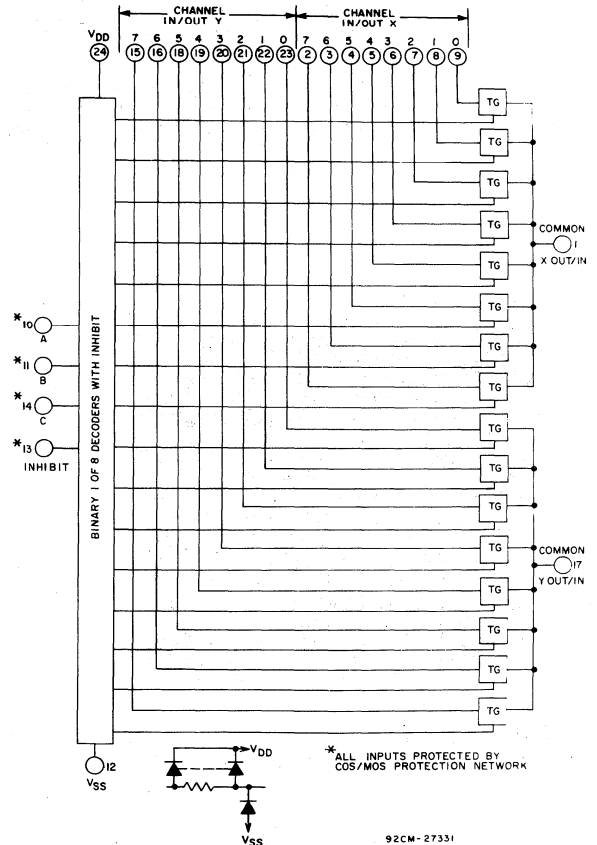 CHANNEL
IN/OUT Y
CHANNEL
IN/OUT X
VDD
7 6 5 4 3 2 1 0 7 6 5 4 3 2 1 0
24 15 16 18 19 20 21 22 23 2 3 4 5 6 7 8 9
TG
TG
TG
TG
COMMON
1
X OUT/IN
TG
TG
TG
TG
TG
TG
TG
TG
COMMON
17
Y OUT/IN
TG
TG
TG
TG
*10
A
*11
B
*14
C
*13
INHIBIT
BINARY 1 OF 8 DECODERS WITH INHIBIT
12
VSS
VDD
VSS
*ALL INPUTS PROTECTED BY
COS/MOS PROTECTION NETWORK
92CM-27331